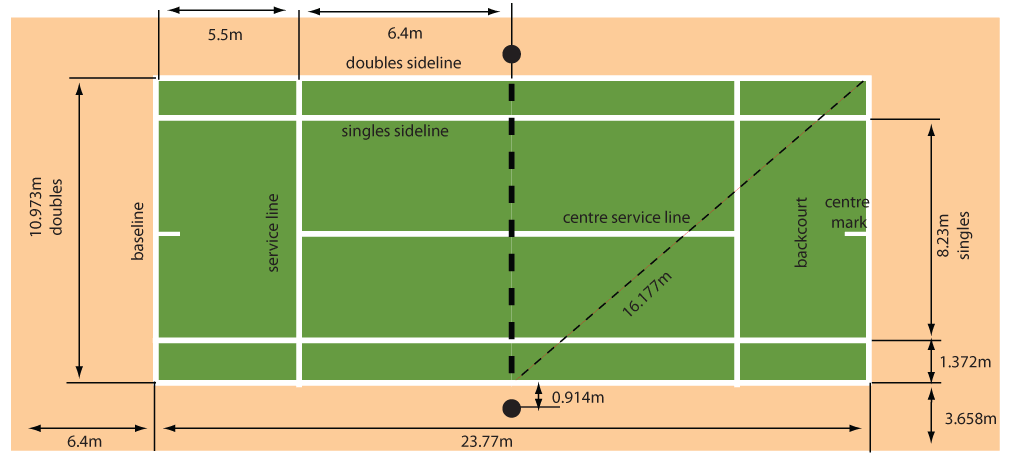 5.5m
6.4m
doubles sideline
singles sideline
10.973m
doubles
baseline
service line
centre service line
backcourt
centre
mark
8.23m
singles
16.177m
1.372m
0.914m
3.658m
6.4m
23.77m